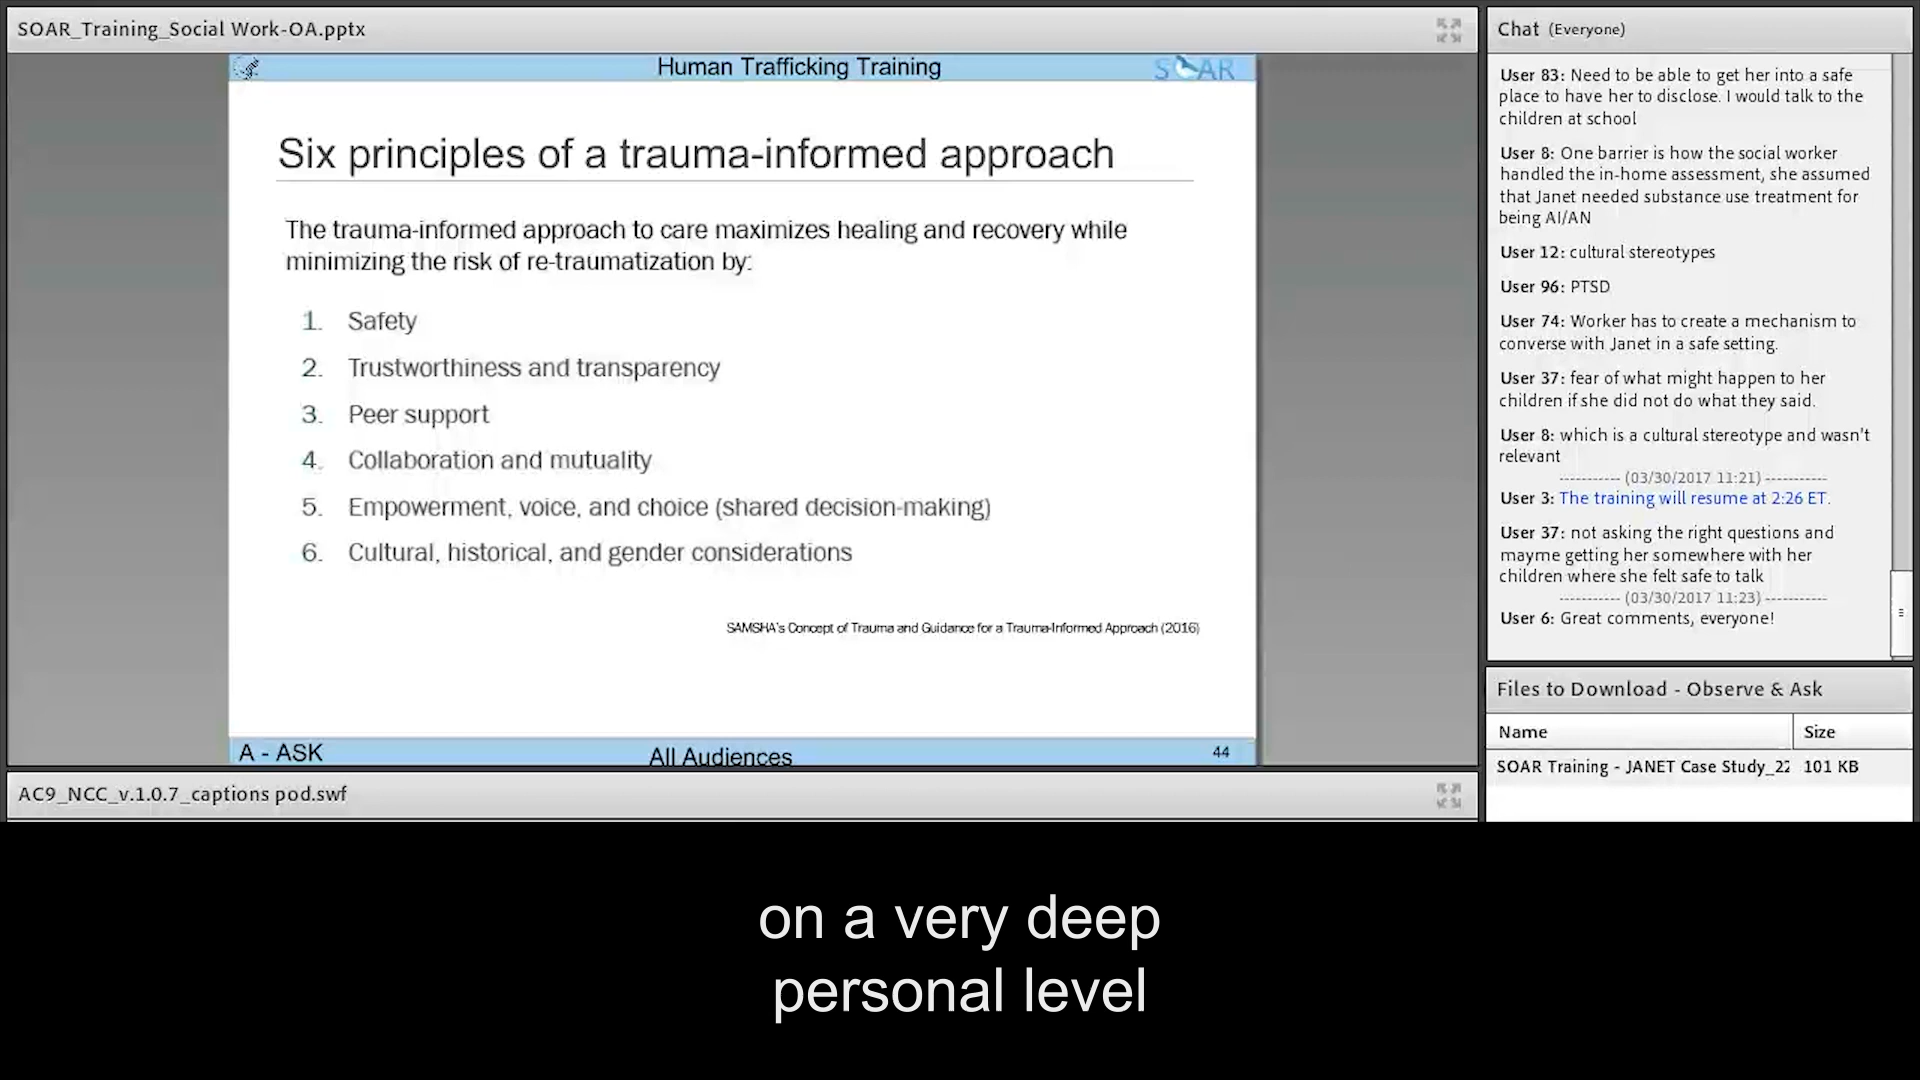 SOAR_Training_Social Work-OA.pptx
Human Trafficking Training
SOAR
Six principles of a trauma-informed approach
The trauma-informed approach to care maximizes healing and recovery while
minimizing the risk of re-traumatization by:
1. Safety
2. Trustworthiness and transparency
3. Peer support
4. Collaboration and mutuality
5. Empowerment, voice, and choice (shared decision-making)
6. Cultural, historical, and gender considerations
SAMSHA's Concept of Trauma and Guidance for a Trauma-Informed Approach (2016)
A - ASK
All Audiences
44
AC9_NCC_v.1.0.7_captions pod.swf
on a very deep
personal level
Chat (Everyone)
User 83: Need to be able to get her into a safe
place to have her to disclose. I would talk to the
children at school
User 8: One barrier is how the social worker
handled the in-home assessment, she assumed
that Janet needed substance use treatment for
being AI/AN
User 12: cultural stereotypes
User 96: PTSD
User 74: Worker has to create a mechanism to
converse with Janet in a safe setting.
User 37: fear of what might happen to her
children if she did not do what they said.
User 8: which is a cultural stereotype and wasn't
relevant
----------- (03/30/2017 11:21) -----------
User 3: The training will resume at 2:26 ET.
User 37: not asking the right questions and
mayme getting her somewhere with her
children where she felt safe to talk
----------- (03/30/2017 11:23) -----------
User 6: Great comments, everyone!
Files to Download - Observe & Ask
Name Size
SOAR Training - JANET Case Study_22 101 KB